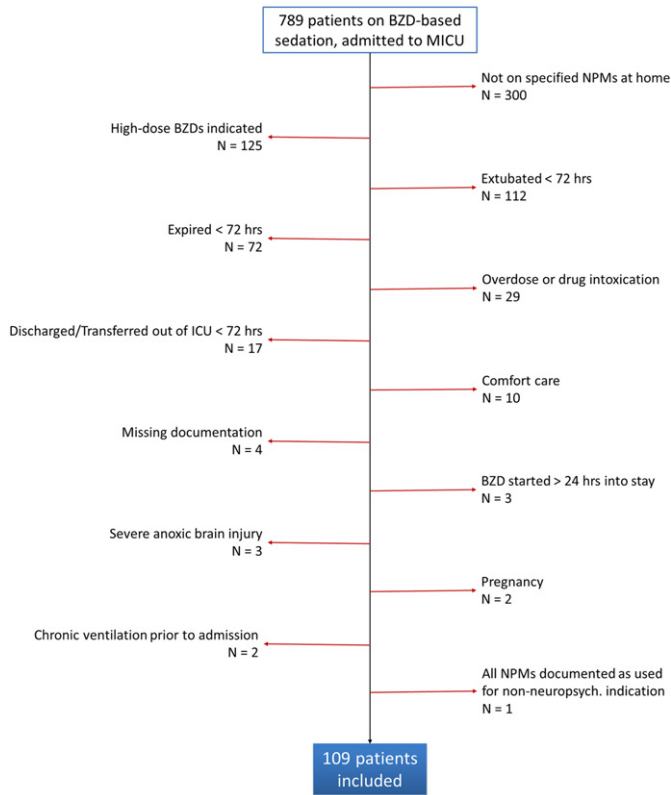 789 patients on BZD-based
sedation, admitted to MICU
Not on specified NPMs at home
N = 300
High-dose BZDs indicated
N = 125
Extubated < 72 hrs
N = 112
Expired < 72 hrs
N = 72
Overdose or drug intoxication
N = 29
Discharged/Transferred out of ICU < 72 hrs
N = 17
Comfort care
N = 10
Missing documentation
N = 4
BZD started > 24 hrs into stay
N = 3
Severe anoxic brain injury
N = 3
Pregnancy
N = 2
Chronic ventilation prior to admission
N = 2
All NPMs documented as used
for non-neuropsych. indication
N = 1
109 patients
included